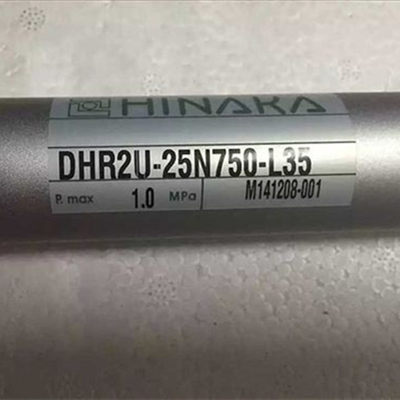 HINAKA
DHR2U-25N750-L35
P. max 1.0 MPa M141208-001